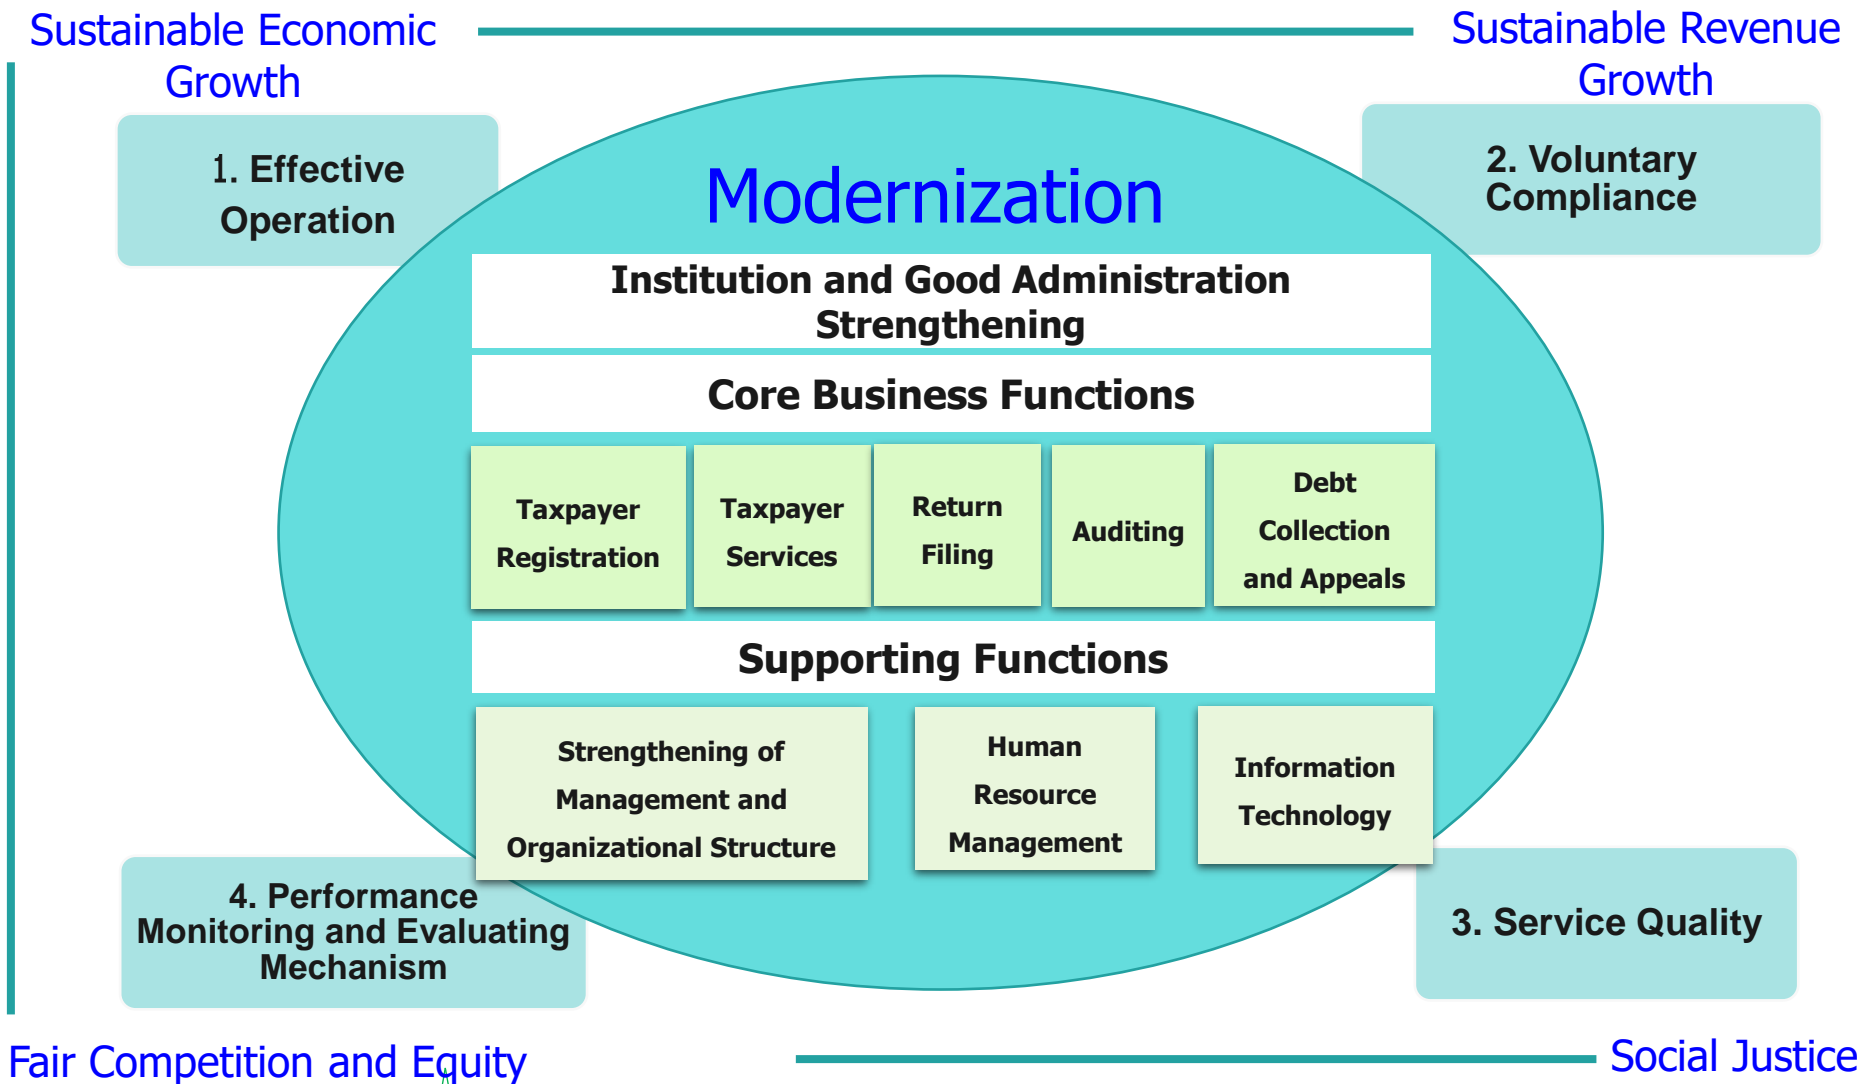 Sustainable Economic
Growth
Sustainable Revenue
Growth
1. Effective
Operation
2. Voluntary
Compliance
Modernization
Institution and Good Administration
Strengthening
Core Business Functions
Taxpayer
Registration
Taxpayer
Services
Return
Filing
Auditing
Debt
Collection
and Appeals
Supporting Functions
Strengthening of
Management and
Organizational Structure
Human
Resource
Management
Information
Technology
4. Performance
Monitoring and Evaluating
Mechanism
3. Service Quality
Fair Competition and Equity
Social Justice